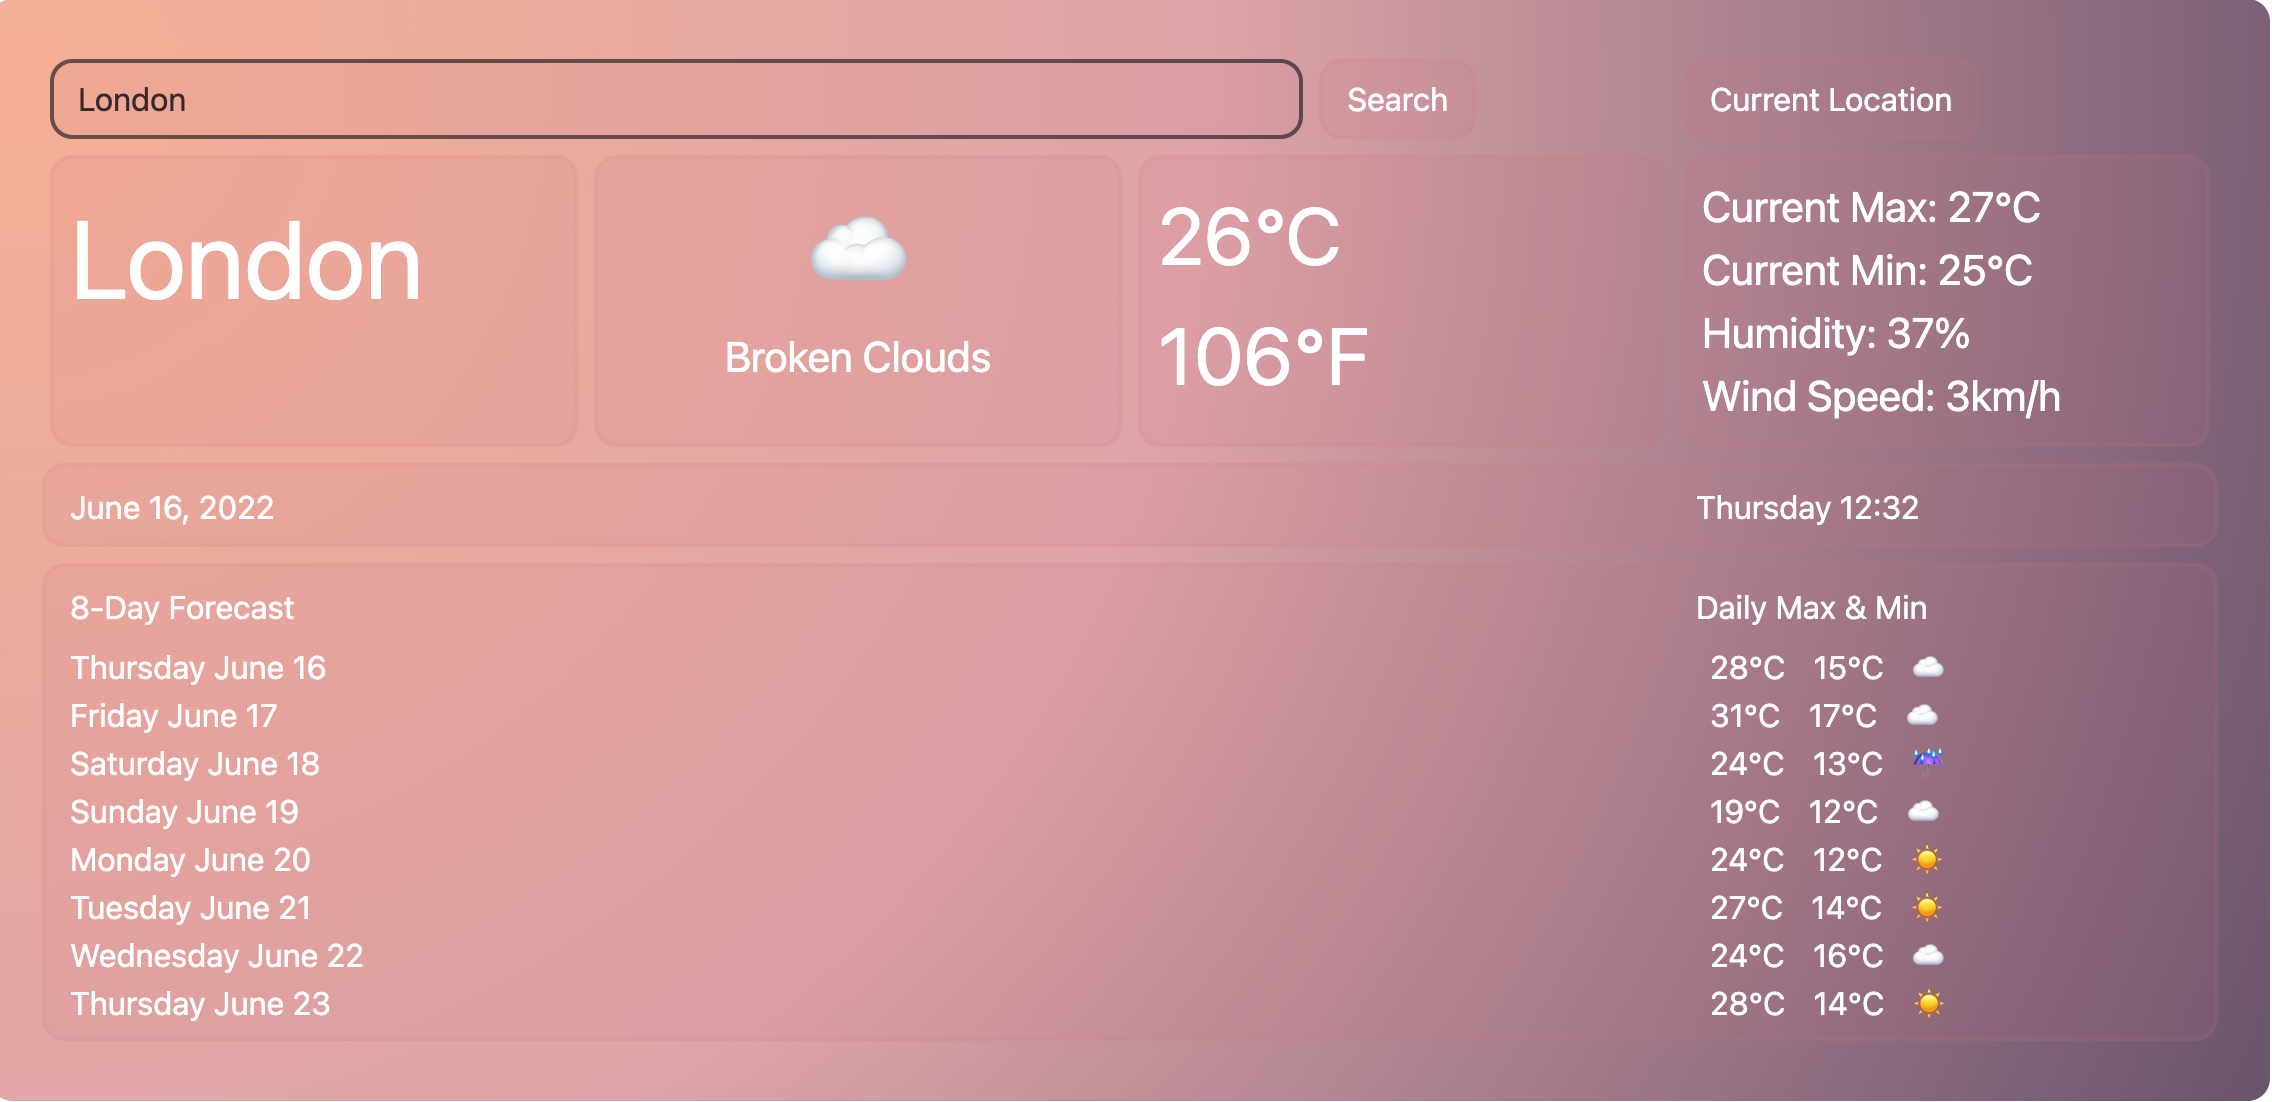 London
Search
Current Location
London
Broken Clouds
26°C
106°F
Current Max: 27°C
Current Min: 25°C
Humidity: 37%
Wind Speed: 3km/h
June 16, 2022
Thursday 12:32
8-Day Forecast
Daily Max & Min
Thursday June 16 28°C 15°C
Friday June 17 31°C 17°C
Saturday June 18 24°C 13°C
Sunday June 19 19°C 12°C
Monday June 20 24°C 12°C
Tuesday June 21 27°C 14°C
Wednesday June 22 24°C 16°C
Thursday June 23 28°C 14°C